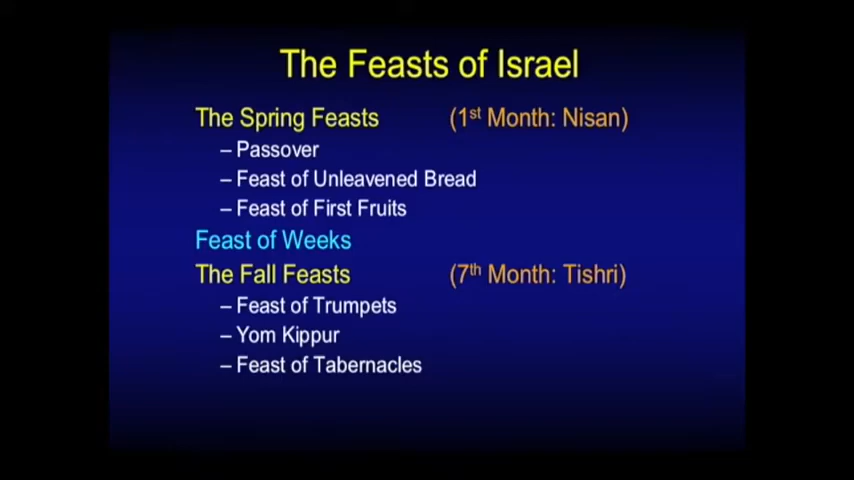 The Feasts of Israel
The Spring Feasts (1st Month: Nisan)
– Passover
– Feast of Unleavened Bread
– Feast of First Fruits
Feast of Weeks
The Fall Feasts (7th Month: Tishri)
– Feast of Trumpets
– Yom Kippur
– Feast of Tabernacles